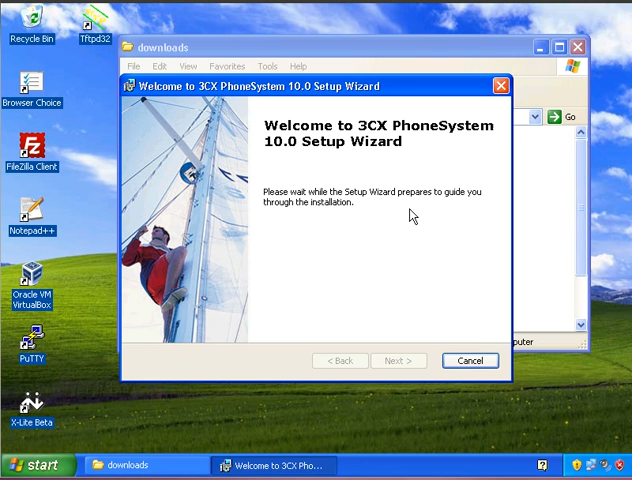 Recycle Bin
Tftpd32
Browser Choice
FileZilla Client
Notepad++
Oracle VM
VirtualBox
PuTTY
X-Lite Beta
downloads
File Edit View Favorites Tools Help
Go
Welcome to 3CX PhoneSystem 10.0 Setup Wizard
Welcome to 3CX PhoneSystem
10.0 Setup Wizard
Please wait while the Setup Wizard prepares to guide you
through the installation.
< Back Next > Cancel
puter
start
downloads
Welcome to 3CX Pho...